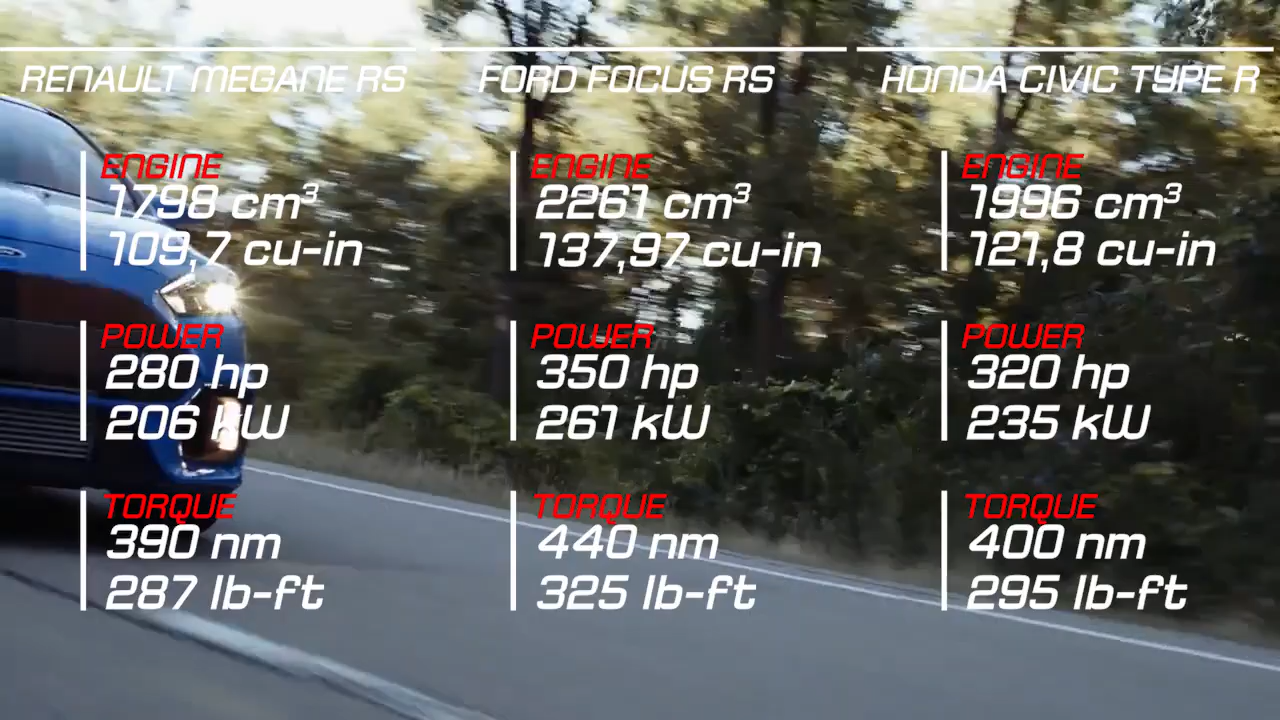 RENAULT MEGANE RS
ENGINE
1798 cm³
109,7 cu-in
POWER
280 hp
206 kW
TORQUE
390 nm
287 lb-ft
FORD FOCUS RS
ENGINE
2261 cm³
137,97 cu-in
POWER
350 hp
261 kW
TORQUE
440 nm
325 lb-ft
HONDA CIVIC TYPE R
ENGINE
1996 cm³
121,8 cu-in
POWER
320 hp
235 kW
TORQUE
400 nm
295 lb-ft